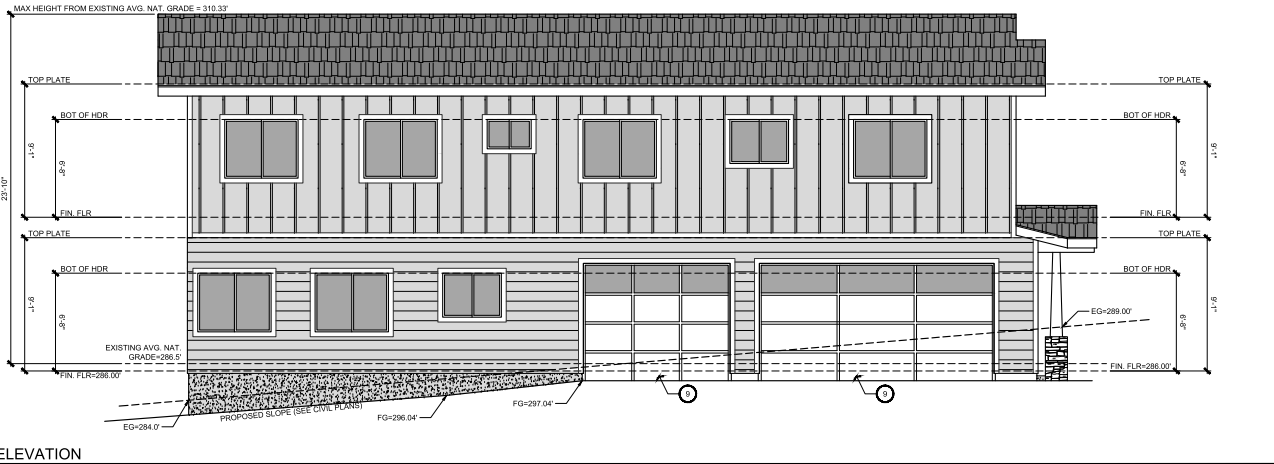 MAX HEIGHT FROM EXISTING AVG. NAT. GRADE = 310.33'
TOP PLATE
TOP PLATE
BOT OF HDR
BOT OF HDR
9'-1"
6'-8"
6'-8"
9'-1"
23'-10"
FIN. FLR
FIN. FLR
TOP PLATE
TOP PLATE
BOT OF HDR
BOT OF HDR
9'-1"
6'-8"
6'-8"
9'-1"
EG=289.00'
EXISTING AVG. NAT.
GRADE=286.5'
FIN. FLR=286.00'
FIN. FLR=286.00'
9
9
FG=297.04'
PROPOSED SLOPE (SEE CIVIL PLANS)
FG=296.04'
EG=284.0'
ELEVATION